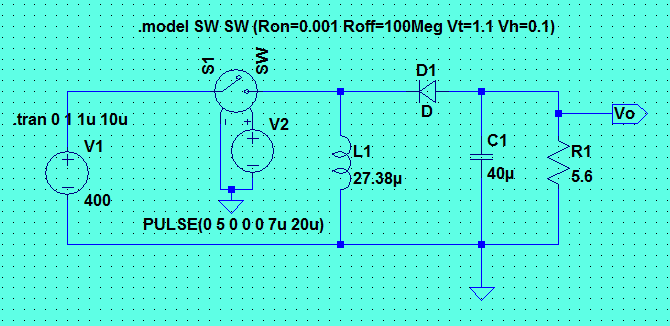 .model SW SW (Ron=0.001 Roff=100Meg Vt=1.1 Vh=0.1)
S1
SW
D1
D
.tran 0 1 1u 10u
V1
400
V2
L1
27.38µ
C1
40µ
R1
5.6
Vo
PULSE(0 5 0 0 0 7u 20u)